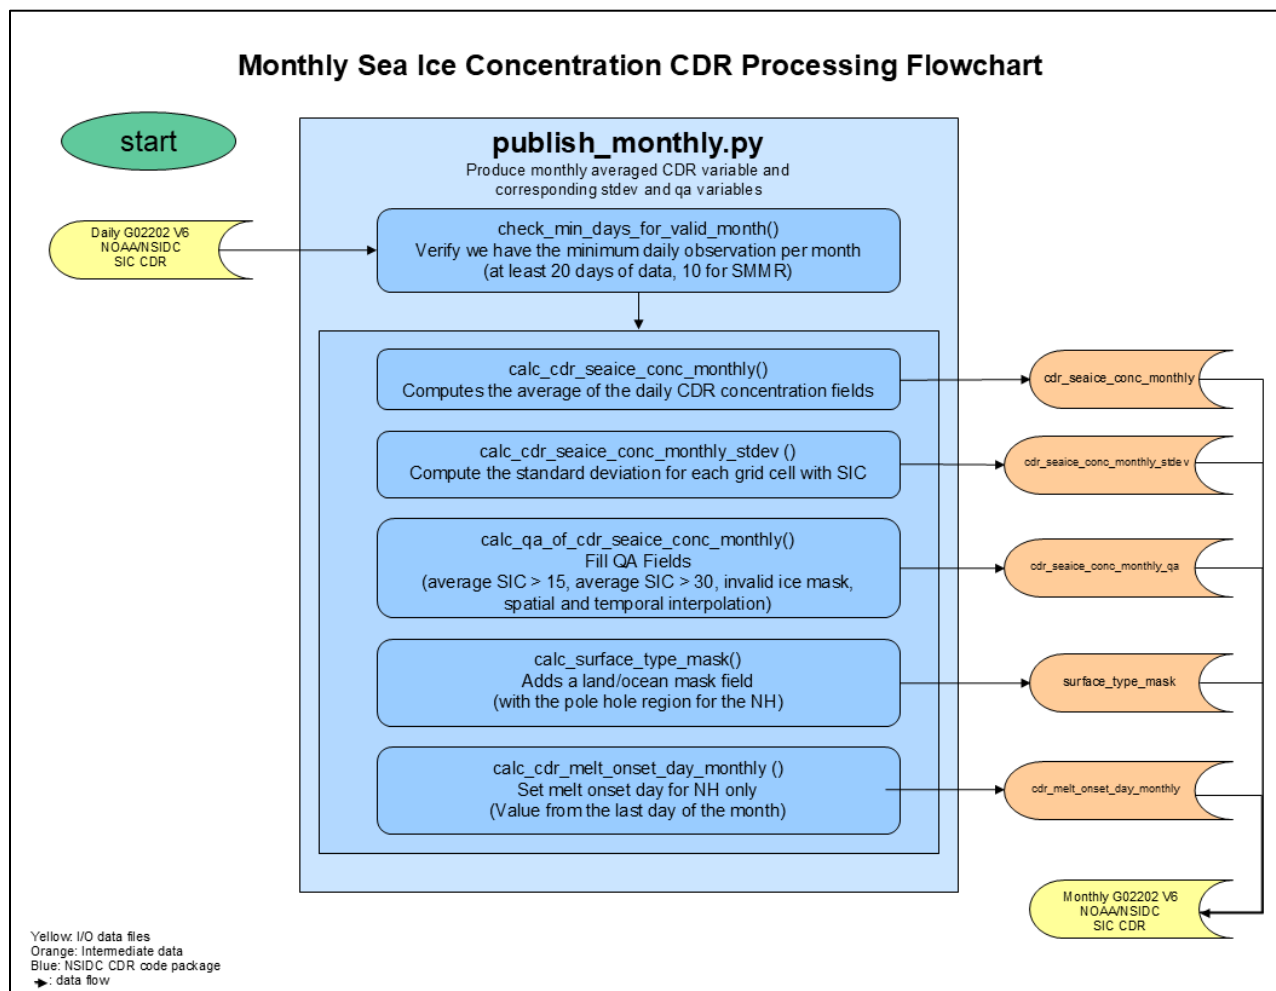 Monthly Sea Ice Concentration CDR Processing Flowchart
start
publish_monthly.py
Produce monthly averaged CDR variable and
corresponding stdev and qa variables
Daily G02202 V6
NOAA/NSIDC
SIC CDR
check_min_days_for_valid_month()
Verify we have the minimum daily observation per month
(at least 20 days of data, 10 for SMMR)
calc_cdr_seaice_conc_monthly()
Computes the average of the daily CDR concentration fields
cdr_seaice_conc_monthly
calc_cdr_seaice_conc_monthly_stdev ()
Compute the standard deviation for each grid cell with SIC
cdr_seaice_conc_monthly_stdev
calc_qa_of_cdr_seaice_conc_monthly()
Fill QA Fields
(average SIC > 15, average SIC > 30, invalid ice mask,
spatial and temporal interpolation)
cdr_seaice_conc_monthly_qa
calc_surface_type_mask()
Adds a land/ocean mask field
(with the pole hole region for the NH)
surface_type_mask
calc_cdr_melt_onset_day_monthly ()
Set melt onset day for NH only
(Value from the last day of the month)
cdr_melt_onset_day_monthly
Monthly G02202 V6
NOAA/NSIDC
SIC CDR
Yellow: I/O data files
Orange: Intermediate data
Blue: NSIDC CDR code package
: data flow